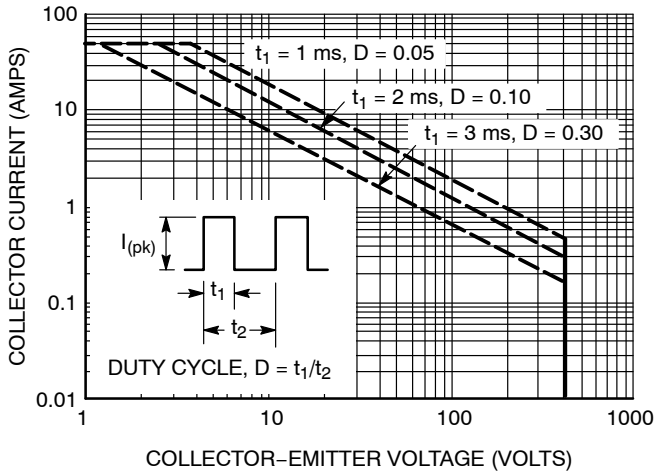 COLLECTOR CURRENT (AMPS)
100
10
1
0.1
0.01
t1 = 1 ms, D = 0.05
t1 = 2 ms, D = 0.10
t1 = 3 ms, D = 0.30
I(pk)
t1
t2
DUTY CYCLE, D = t1/t2
1
10
100
1000
COLLECTOR−EMITTER VOLTAGE (VOLTS)